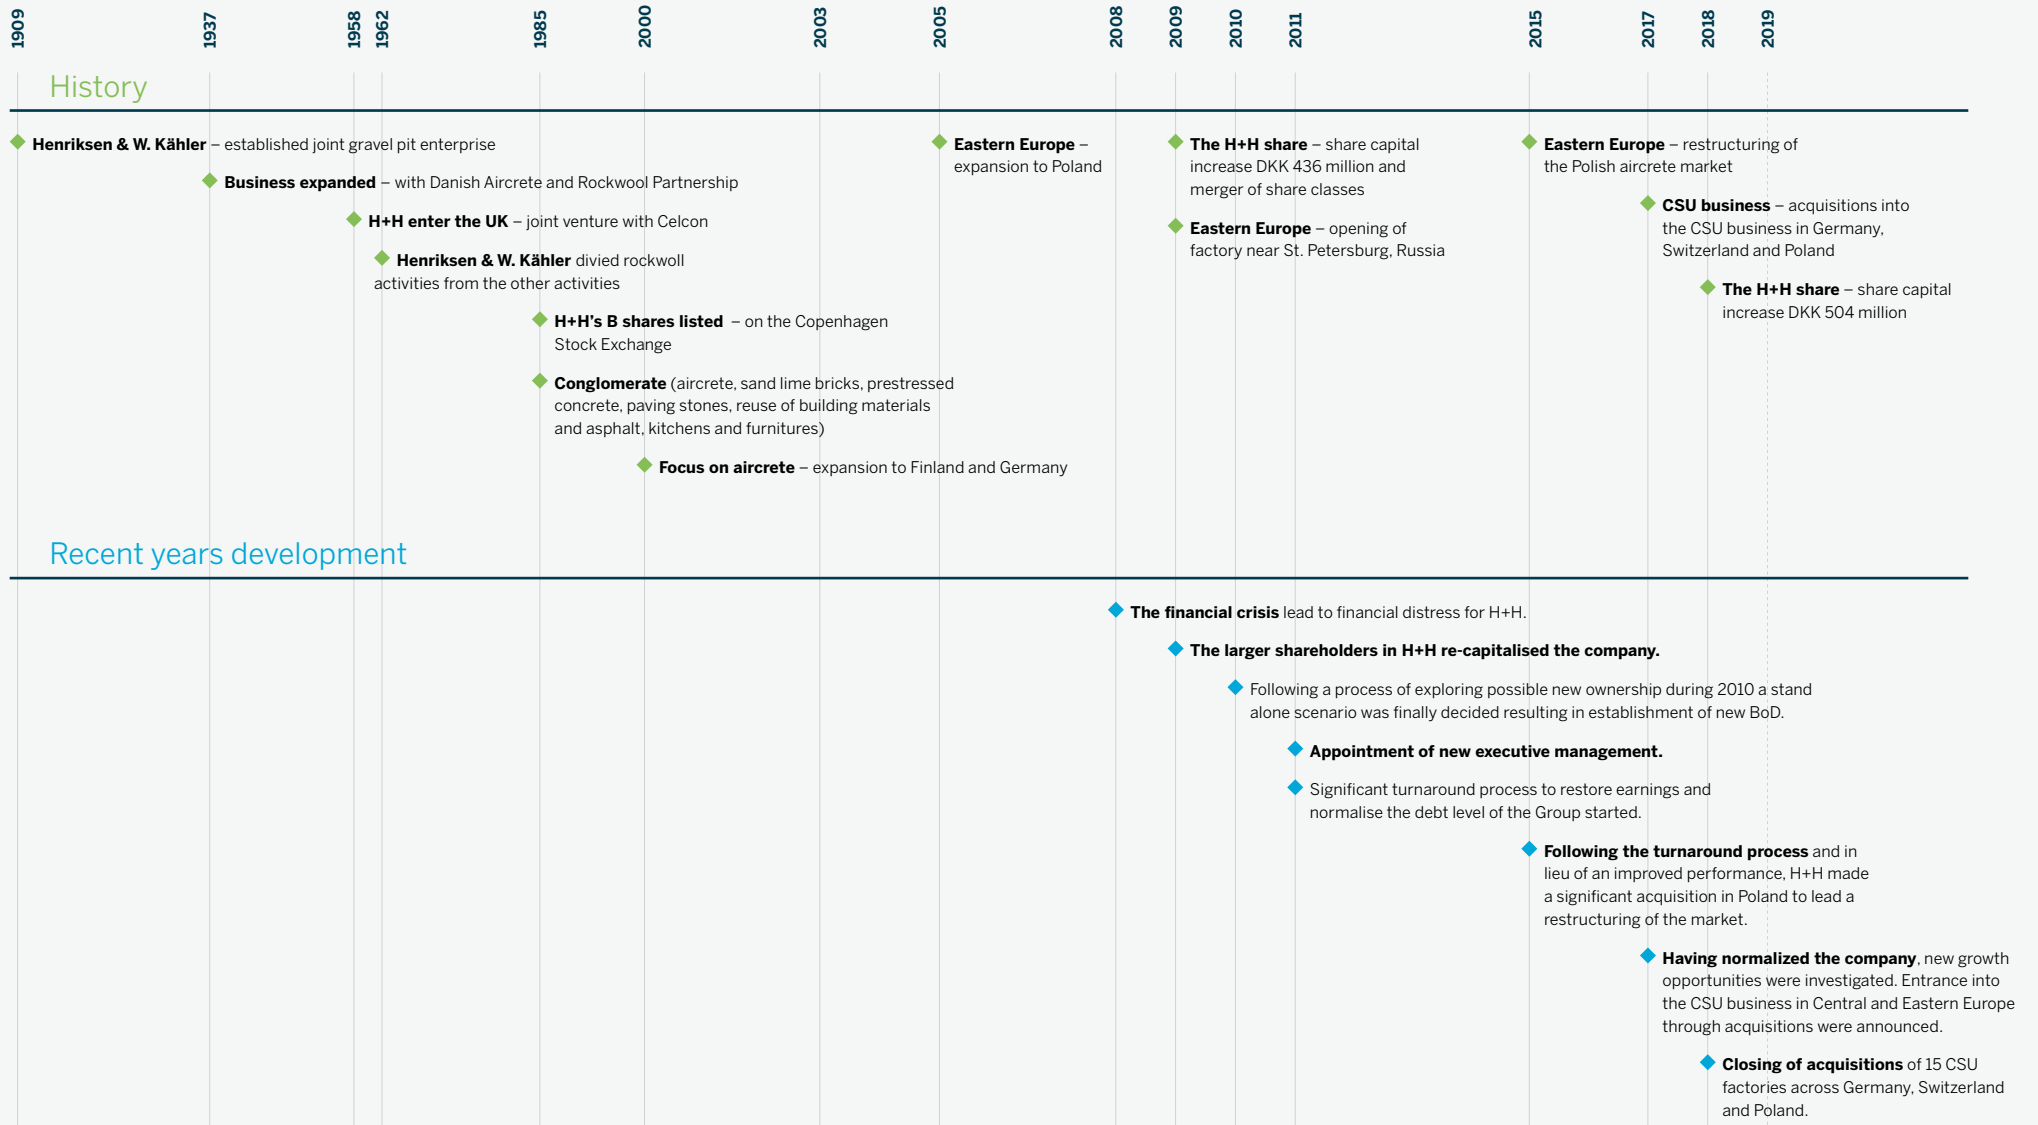 1909
1937
1958
1962
1985
2000
2003
2005
2008
2009
2010
2011
2015
2017
2018
2019
History
Henriksen & W. Kähler – established joint gravel pit enterprise
Business expanded – with Danish Aircrete and Rockwool Partnership
H+H enter the UK – joint venture with Celcon
Henriksen & W. Kähler divied rockwoll
activities from the other activities
H+H's B shares listed – on the Copenhagen
Stock Exchange
Conglomerate (aircrete, sand lime bricks, prestressed
concrete, paving stones, reuse of building materials
and asphalt, kitchens and furnitures)
Focus on aircrete – expansion to Finland and Germany
Eastern Europe –
expansion to Poland
The H+H share – share capital
increase DKK 436 million and
merger of share classes
Eastern Europe – opening of
factory near St. Petersburg, Russia
Eastern Europe – restructuring of
the Polish aircrete market
CSU business – acquisitions into
the CSU business in Germany,
Switzerland and Poland
The H+H share – share capital
increase DKK 504 million
Recent years development
The financial crisis lead to financial distress for H+H.
The larger shareholders in H+H re-capitalised the company.
Following a process of exploring possible new ownership during 2010 a stand
alone scenario was finally decided resulting in establishment of new BoD.
Appointment of new executive management.
Significant turnaround process to restore earnings and
normalise the debt level of the Group started.
Following the turnaround process and in
lieu of an improved performance, H+H made
a significant acquisition in Poland to lead a
restructuring of the market.
Having normalized the company, new growth
opportunities were investigated. Entrance into
the CSU business in Central and Eastern Europe
through acquisitions were announced.
Closing of acquisitions of 15 CSU
factories across Germany, Switzerland
and Poland.